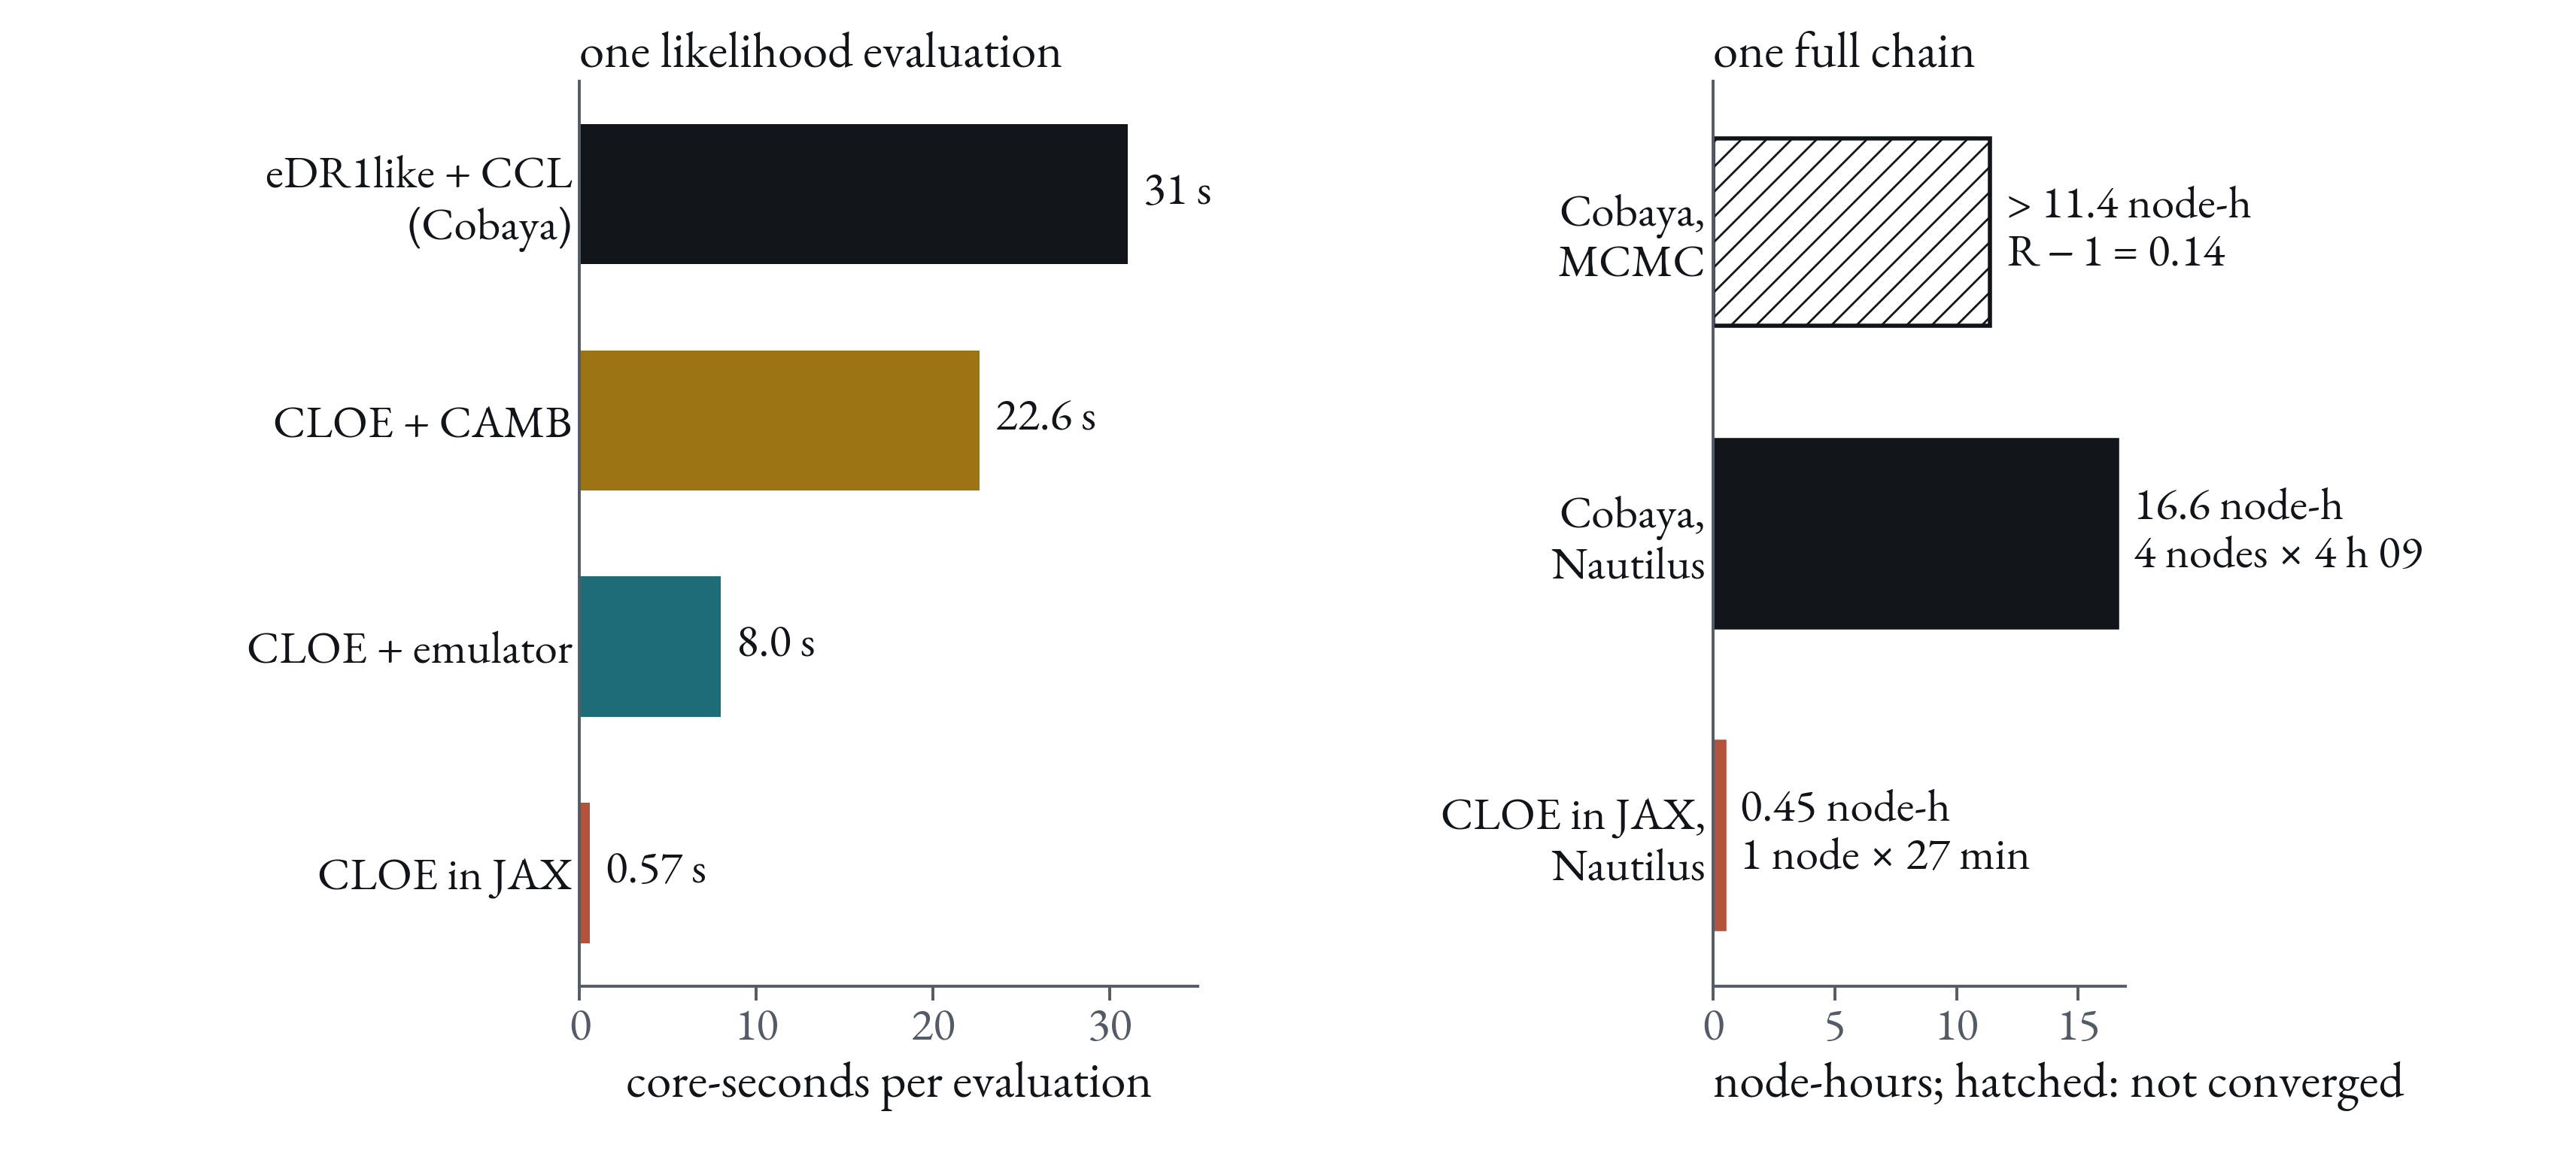 one likelihood evaluation
eDR1like + CCL
(Cobaya)
31 s
CLOE + CAMB
22.6 s
CLOE + emulator
8.0 s
CLOE in JAX
0.57 s
0 10 20 30
core-seconds per evaluation
one full chain
Cobaya,
MCMC
> 11.4 node-h
R − 1 = 0.14
Cobaya,
Nautilus
16.6 node-h
4 nodes × 4 h 09
CLOE in JAX,
Nautilus
0.45 node-h
1 node × 27 min
0 5 10 15
node-hours; hatched: not converged